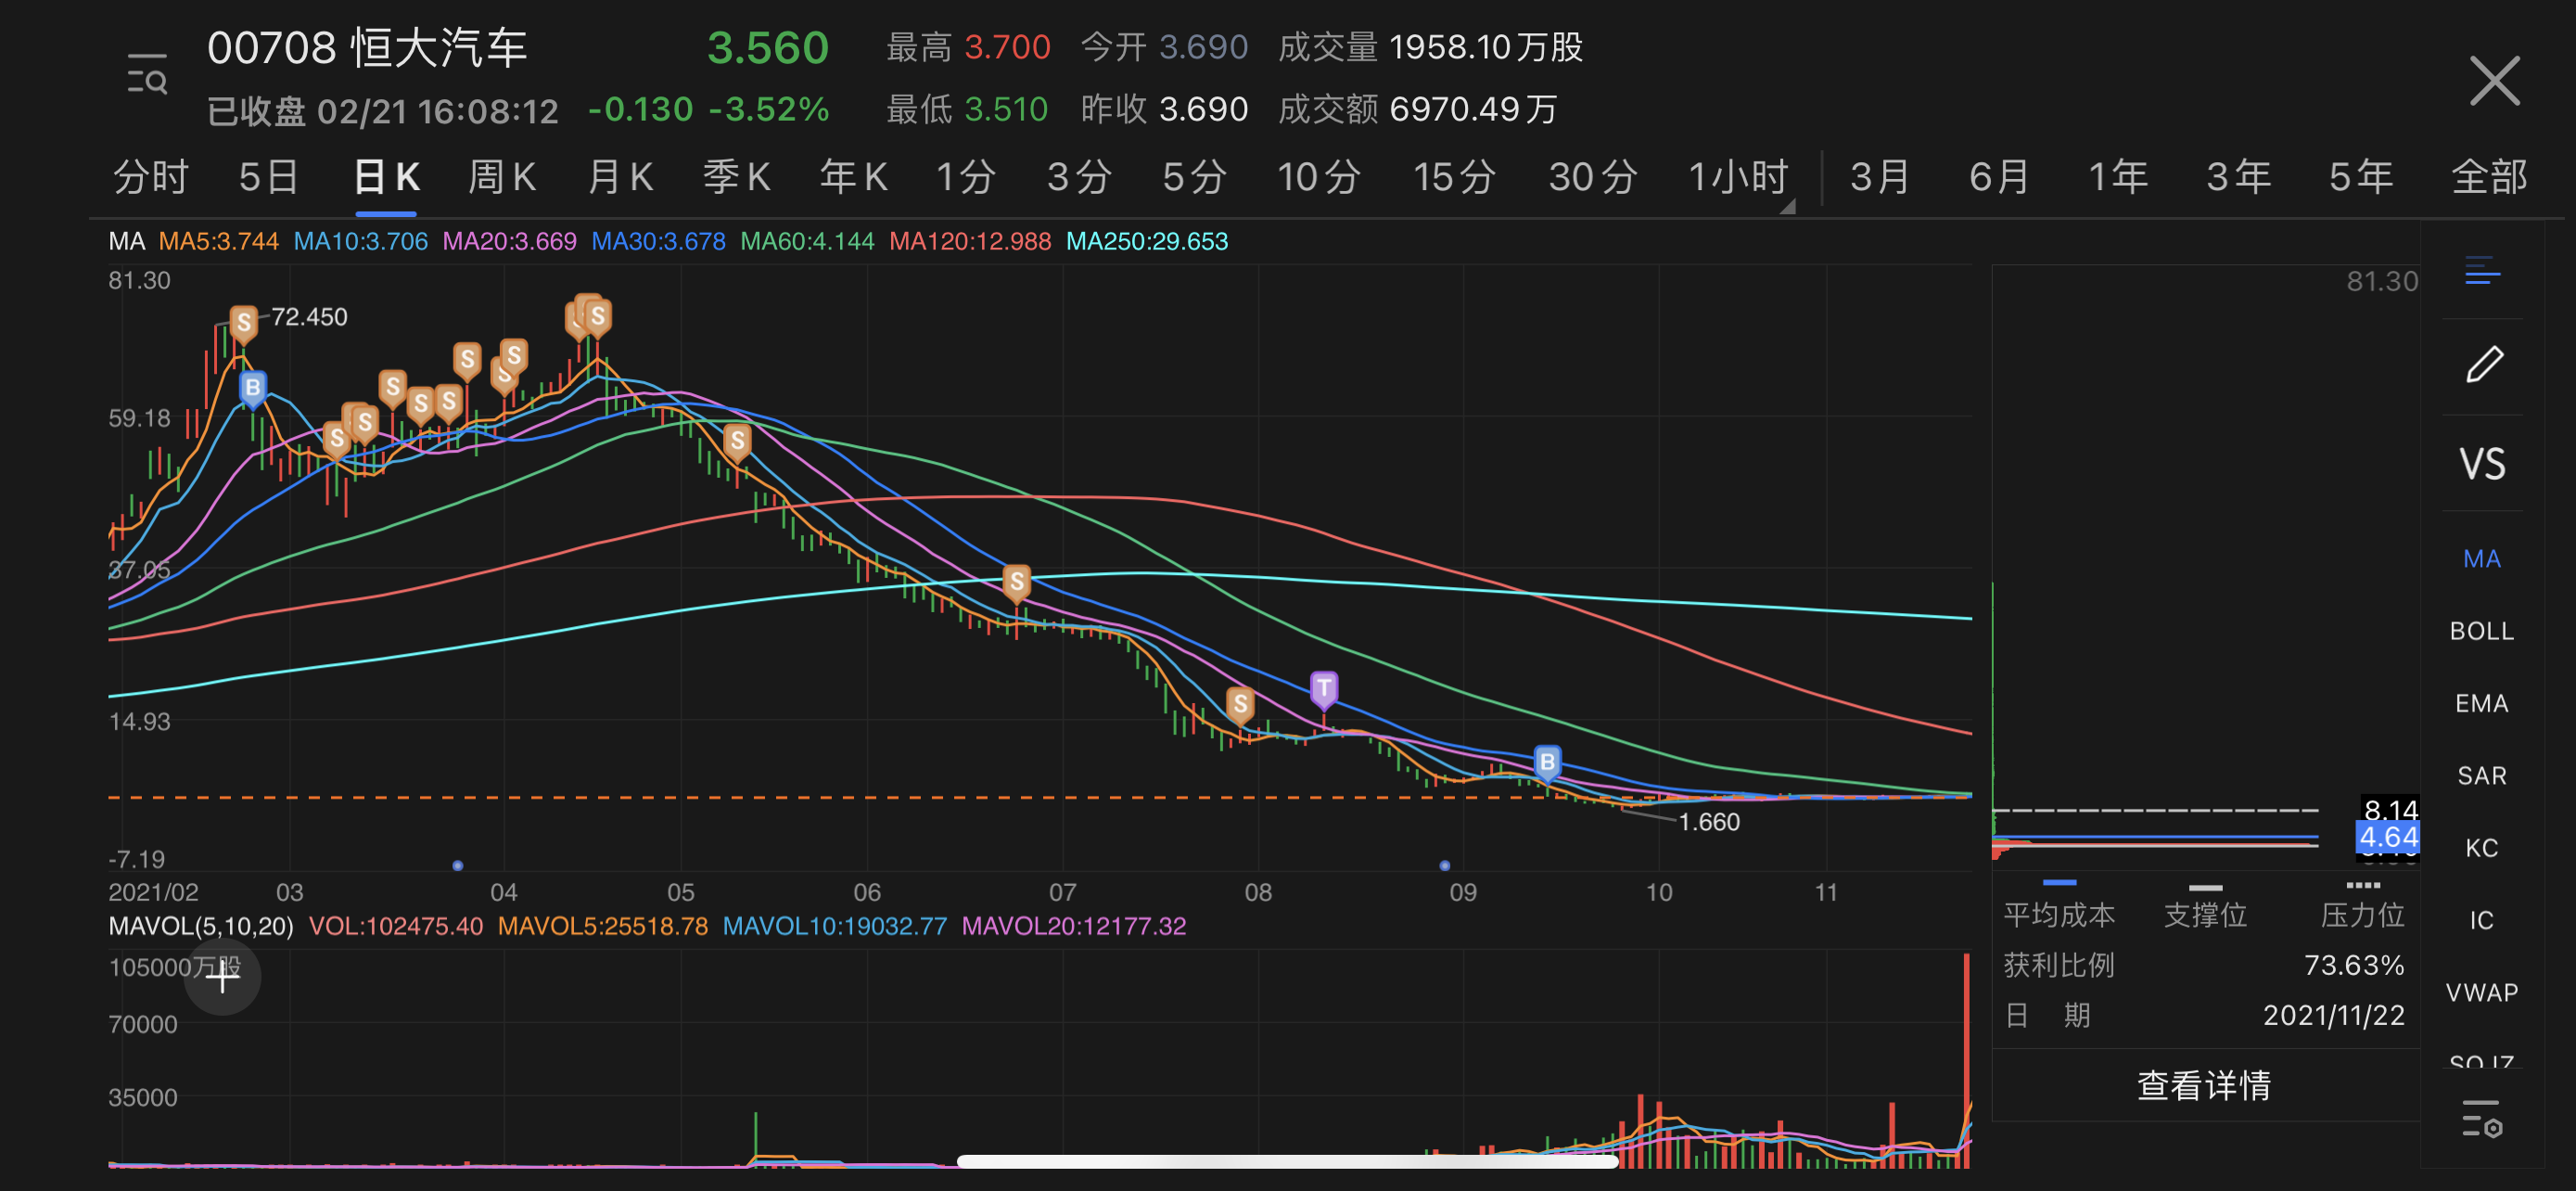 00708 恒大汽车 3.560 最高 3.700 今开 3.690 成交量 1958.10万股
已收盘 02/21 16:08:12 -0.130 -3.52% 最低 3.510 昨收 3.690 成交额 6970.49万
分时 5日 日K 周K 月K 季K 年K 1分 3分 5分 10分 15分 30分 1小时 3月 6月 1年 3年 5年 全部
MA MA5:3.744 MA10:3.706 MA20:3.669 MA30:3.678 MA60:4.144 MA120:12.988 MA250:29.653
81.30
81.30
S S S S
72.450
S S S S S S S
B
59.18
S
VS
37.05
MA
S
BOLL
14.93
S T
EMA
B
SAR
1.660
8.14
4.64
KC
-7.19
2021/02 03 04 05 06 07 08 09 10 11
平均成本 支撑位 压力位
IC
MAVOL(5,10,20) VOL:102475.40 MAVOL5:25518.78 MAVOL10:19032.77 MAVOL20:12177.32
105000万股
获利比例 73.63%
VWAP
70000
日 期 2021/11/22
35000
查看详情